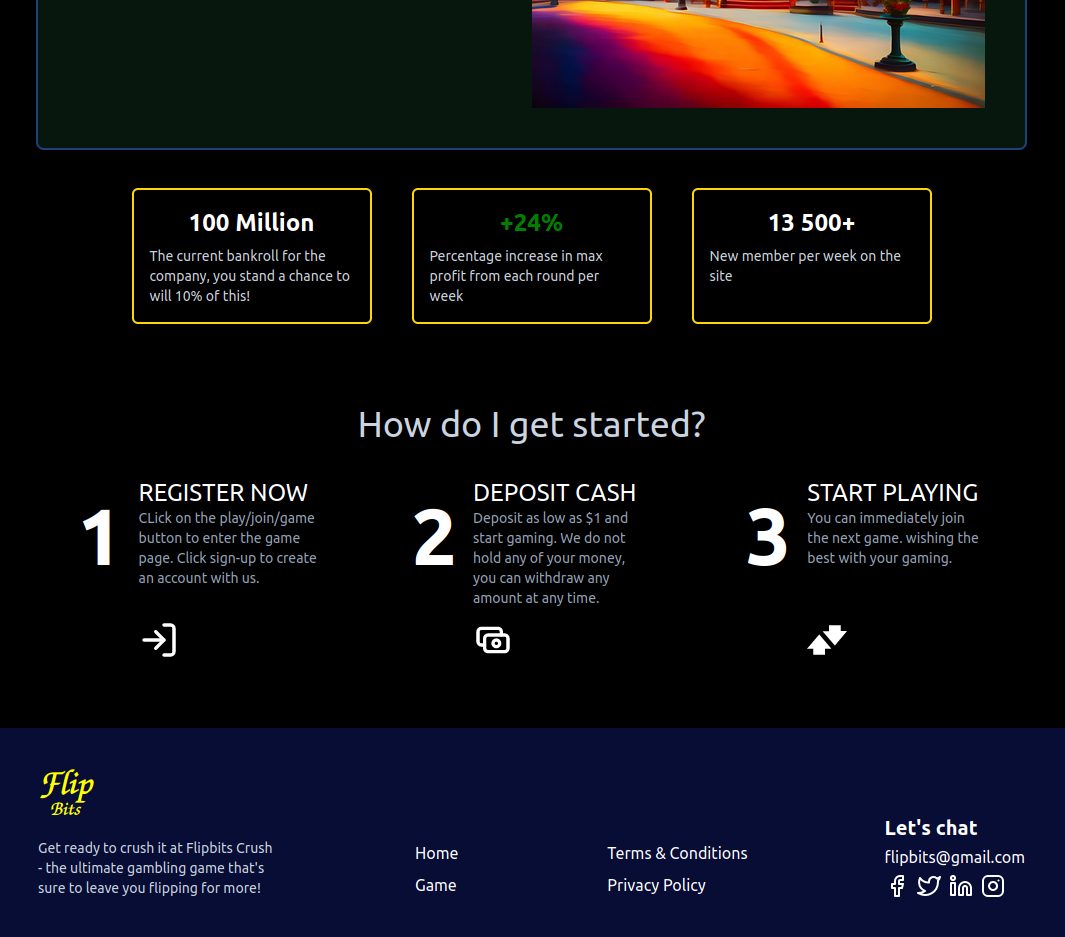 100 Million
The current bankroll for the
company, you stand a chance to
will 10% of this!
+24%
Percentage increase in max
profit from each round per
week
13 500+
New member per week on the
site
How do I get started?
1
REGISTER NOW
CLick on the play/join/game
button to enter the game
page. Click sign-up to create
an account with us.
2
DEPOSIT CASH
Deposit as low as $1 and
start gaming. We do not
hold any of your money,
you can withdraw any
amount at any time.
3
START PLAYING
You can immediately join
the next game. wishing the
best with your gaming.
Flip
Bits
Get ready to crush it at Flipbits Crush
- the ultimate gambling game that's
sure to leave you flipping for more!
Home
Game
Terms & Conditions
Privacy Policy
Let's chat
flipbits@gmail.com